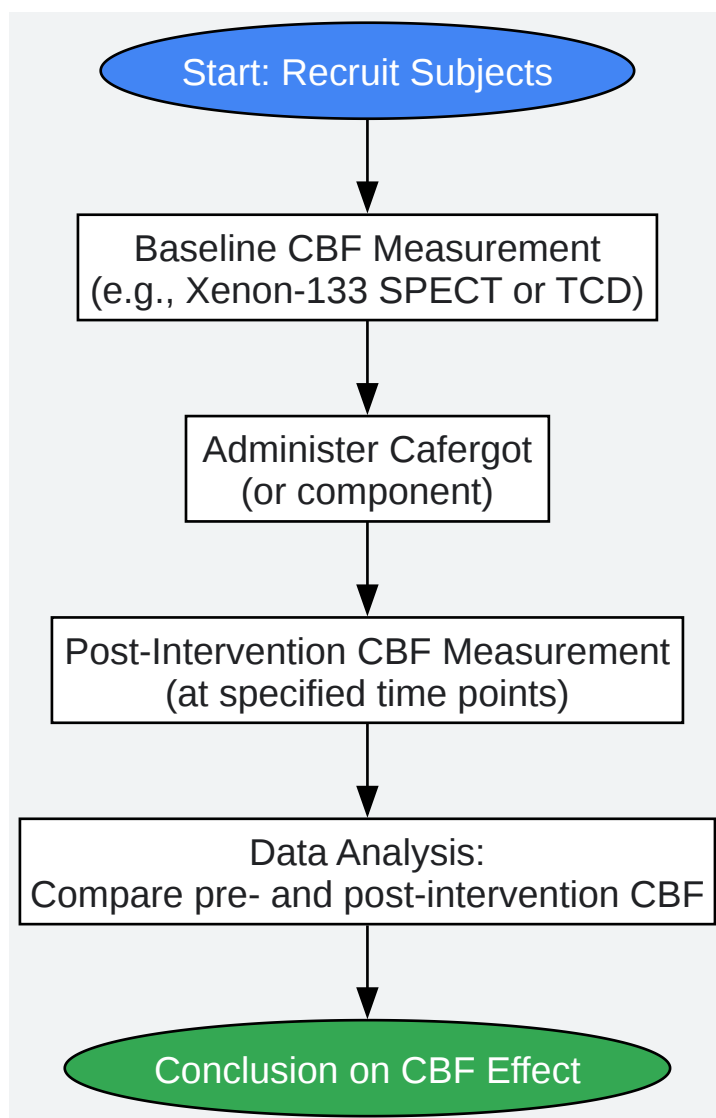 Start: Recruit Subjects
Baseline CBF Measurement
(e.g., Xenon-133 SPECT or TCD)
Administer Cafergot
(or component)
Post-Intervention CBF Measurement
(at specified time points)
Data Analysis:
Compare pre- and post-intervention CBF
Conclusion on CBF Effect